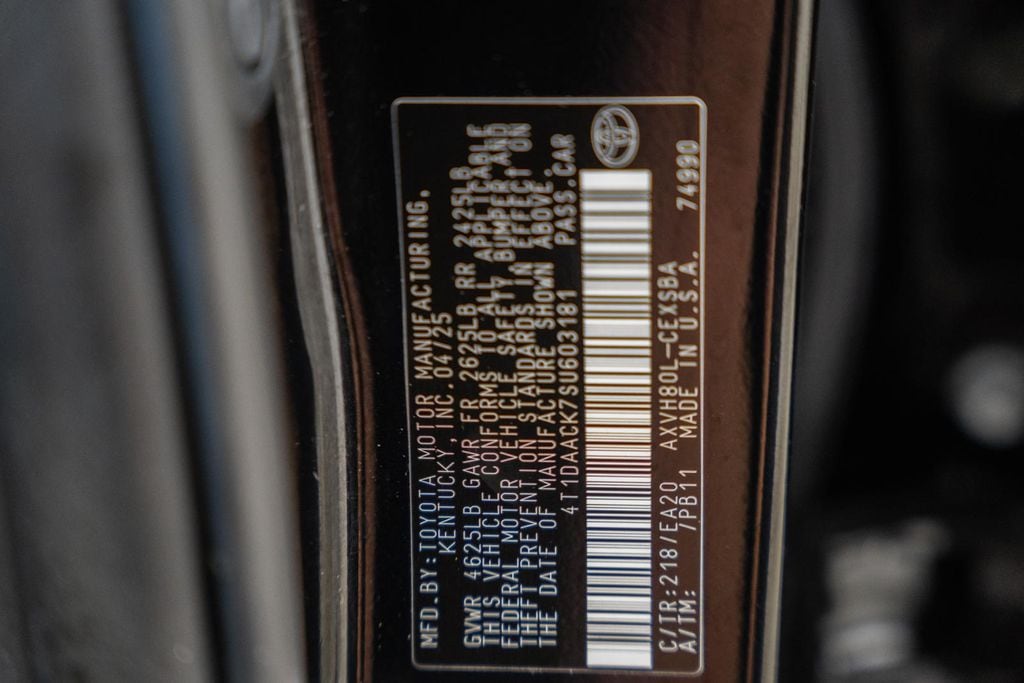 MFD.BY:TOYOTA MOTOR MANUFACTURING,
KENTUCKY,INC.04/25
GVWR 4625LB GAWR FR 2625LB RR 2425LB
THIS VEHICLE CONFORMS TO ALL APPLICABLE
FEDERAL MOTOR VEHICLE SAFETY, BUMPER, AND
THEFT PREVENTION STANDARDS IN EFFECT ON
THE DATE OF MANUFACTURE SHOWN ABOVE.
4T1DAACK7SU603181 PASS.CAR
C/TR:218/EA20 AXVH80L-CEXSBA 74990
A/TM: /PB11 MADE IN U.S.A.